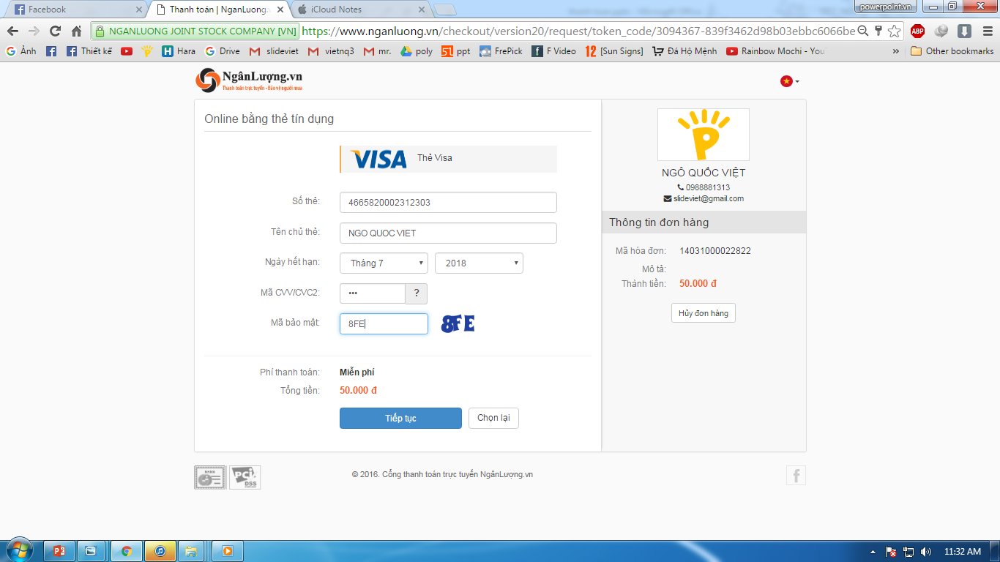 Facebook
Thanh toán | NganLuong.v
iCloud Notes
powerpoint.vn
NGANLUONG JOINT STOCK COMPANY [VN]
https://www.nganluong.vn/checkout/version20/request/token_code/3094367-839f3462d98b03ebbc6066ba
ABP
Ảnh
Thiết kế
Hara
Drive
slideviet
vietnq3
mr.
poly
ppt
FrePick
F Video
[Sun Signs]
Đá Hộ Mệnh
Rainbow Mochi - You
Other bookmarks
NgânLượng.vn
Thanh toán trực tuyến - Bảo vệ người mua
Online bằng thẻ tín dụng
VISA Thẻ Visa
Số thẻ: 4665820002312303
Tên chủ thẻ: NGO QUOC VIET
Ngày hết hạn: Tháng 7 2018
Mã CVV/CVC2: ••• ?
Mã bảo mật: 8FE 8FE
Phí thanh toán: Miễn phí
Tổng tiền: 50.000 đ
Tiếp tục Chọn lại
P
NGÔ QUỐC VIỆT
0988881313
slideviet@gmail.com
Thông tin đơn hàng
Mã hóa đơn: 14031000022822
Mô tả:
Thành tiền: 50.000 đ
Hủy đơn hàng
PCI DSS
© 2016. Cổng thanh toán trực tuyến NgânLượng.vn
11:32 AM